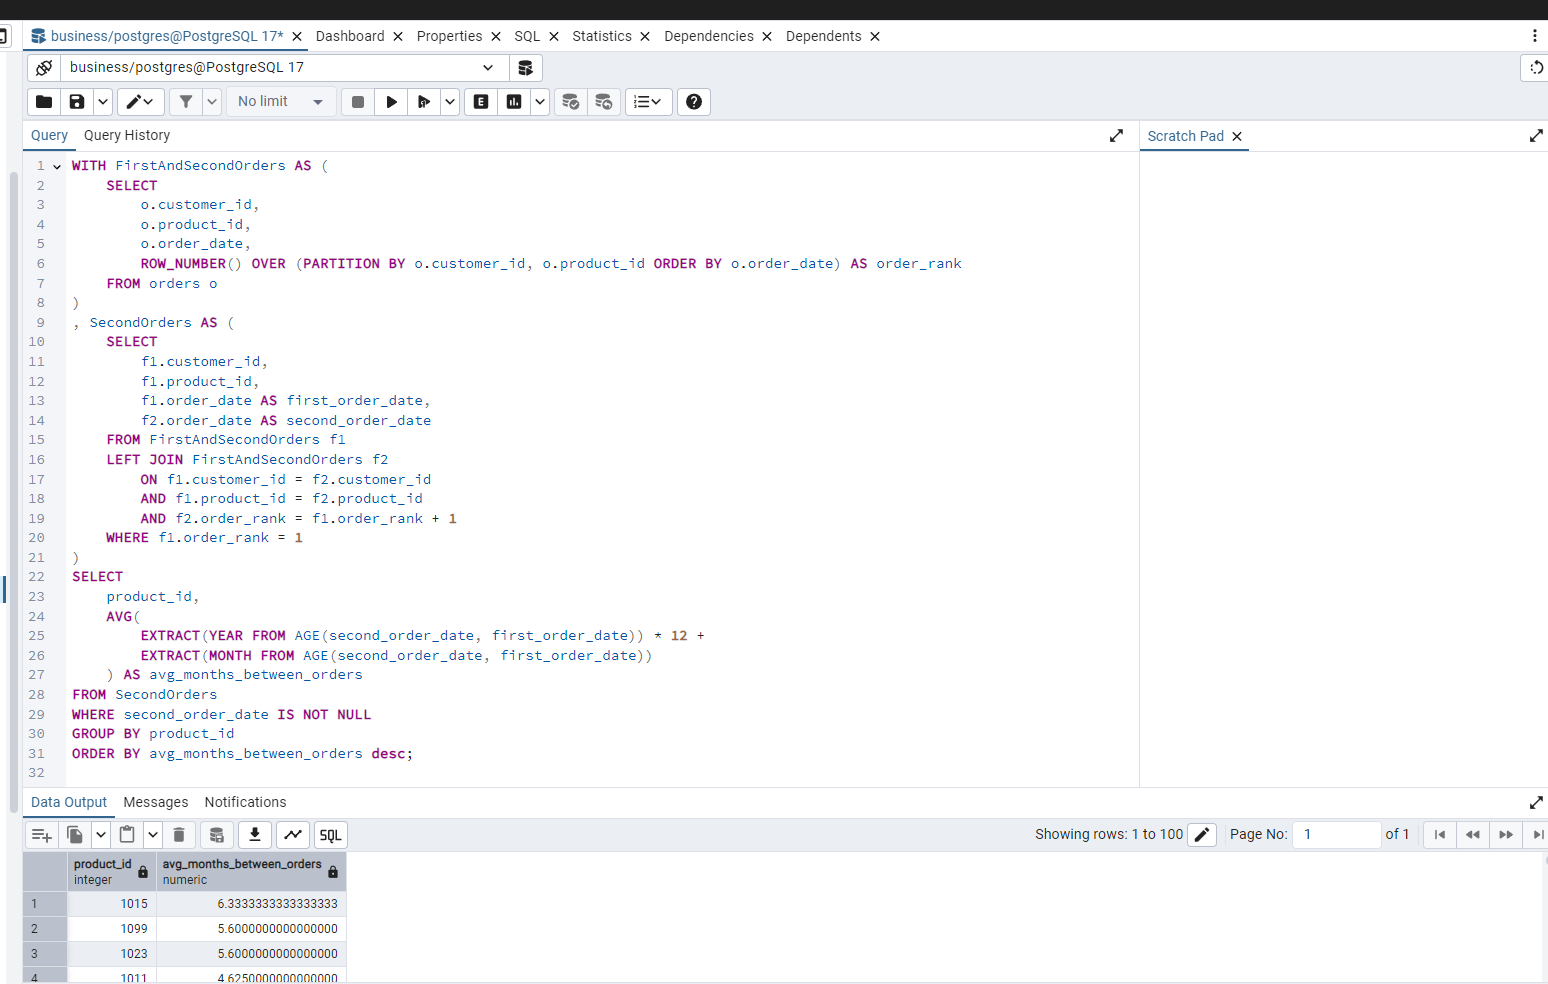 business/postgres@PostgreSQL 17* Dashboard Properties SQL Statistics Dependencies Dependents
business/postgres@PostgreSQL 17
No limit E
Query Query History Scratch Pad
1 WITH FirstAndSecondOrders AS (
2 SELECT
3 o.customer_id,
4 o.product_id,
5 o.order_date,
6 ROW_NUMBER() OVER (PARTITION BY o.customer_id, o.product_id ORDER BY o.order_date) AS order_rank
7 FROM orders o
8 )
9 , SecondOrders AS (
10 SELECT
11 f1.customer_id,
12 f1.product_id,
13 f1.order_date AS first_order_date,
14 f2.order_date AS second_order_date
15 FROM FirstAndSecondOrders f1
16 LEFT JOIN FirstAndSecondOrders f2
17 ON f1.customer_id = f2.customer_id
18 AND f1.product_id = f2.product_id
19 AND f2.order_rank = f1.order_rank + 1
20 WHERE f1.order_rank = 1
21 )
22 SELECT
23 product_id,
24 AVG(
25 EXTRACT(YEAR FROM AGE(second_order_date, first_order_date)) * 12 +
26 EXTRACT(MONTH FROM AGE(second_order_date, first_order_date))
27 ) AS avg_months_between_orders
28 FROM SecondOrders
29 WHERE second_order_date IS NOT NULL
30 GROUP BY product_id
31 ORDER BY avg_months_between_orders desc;
32
Data Output Messages Notifications
SQL Showing rows: 1 to 100 Page No: 1 of 1
product_id avg_months_between_orders
integer numeric
1 1015 6.3333333333333333
2 1099 5.6000000000000000
3 1023 5.6000000000000000
4 1011 4.6250000000000000